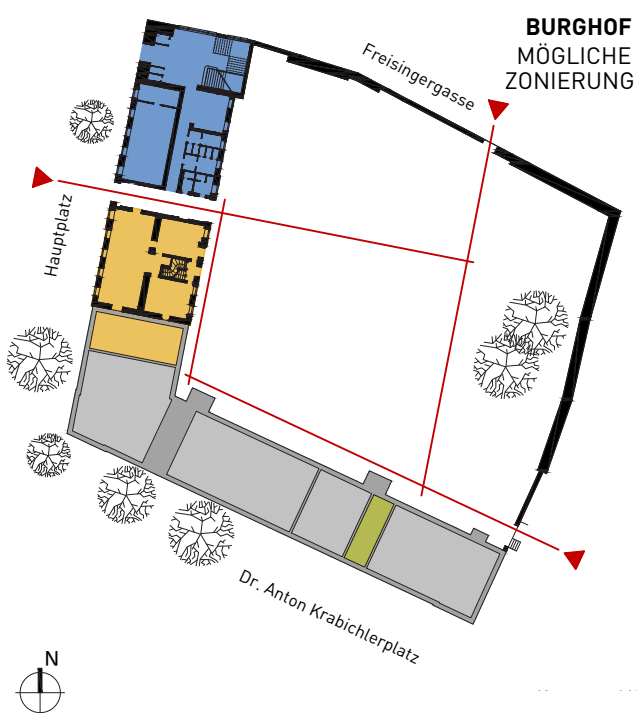 BURGHOF
MÖGLICHE
ZONIERUNG
Freisingergasse
Hauptplatz
Dr. Anton Krabichlerplatz
N